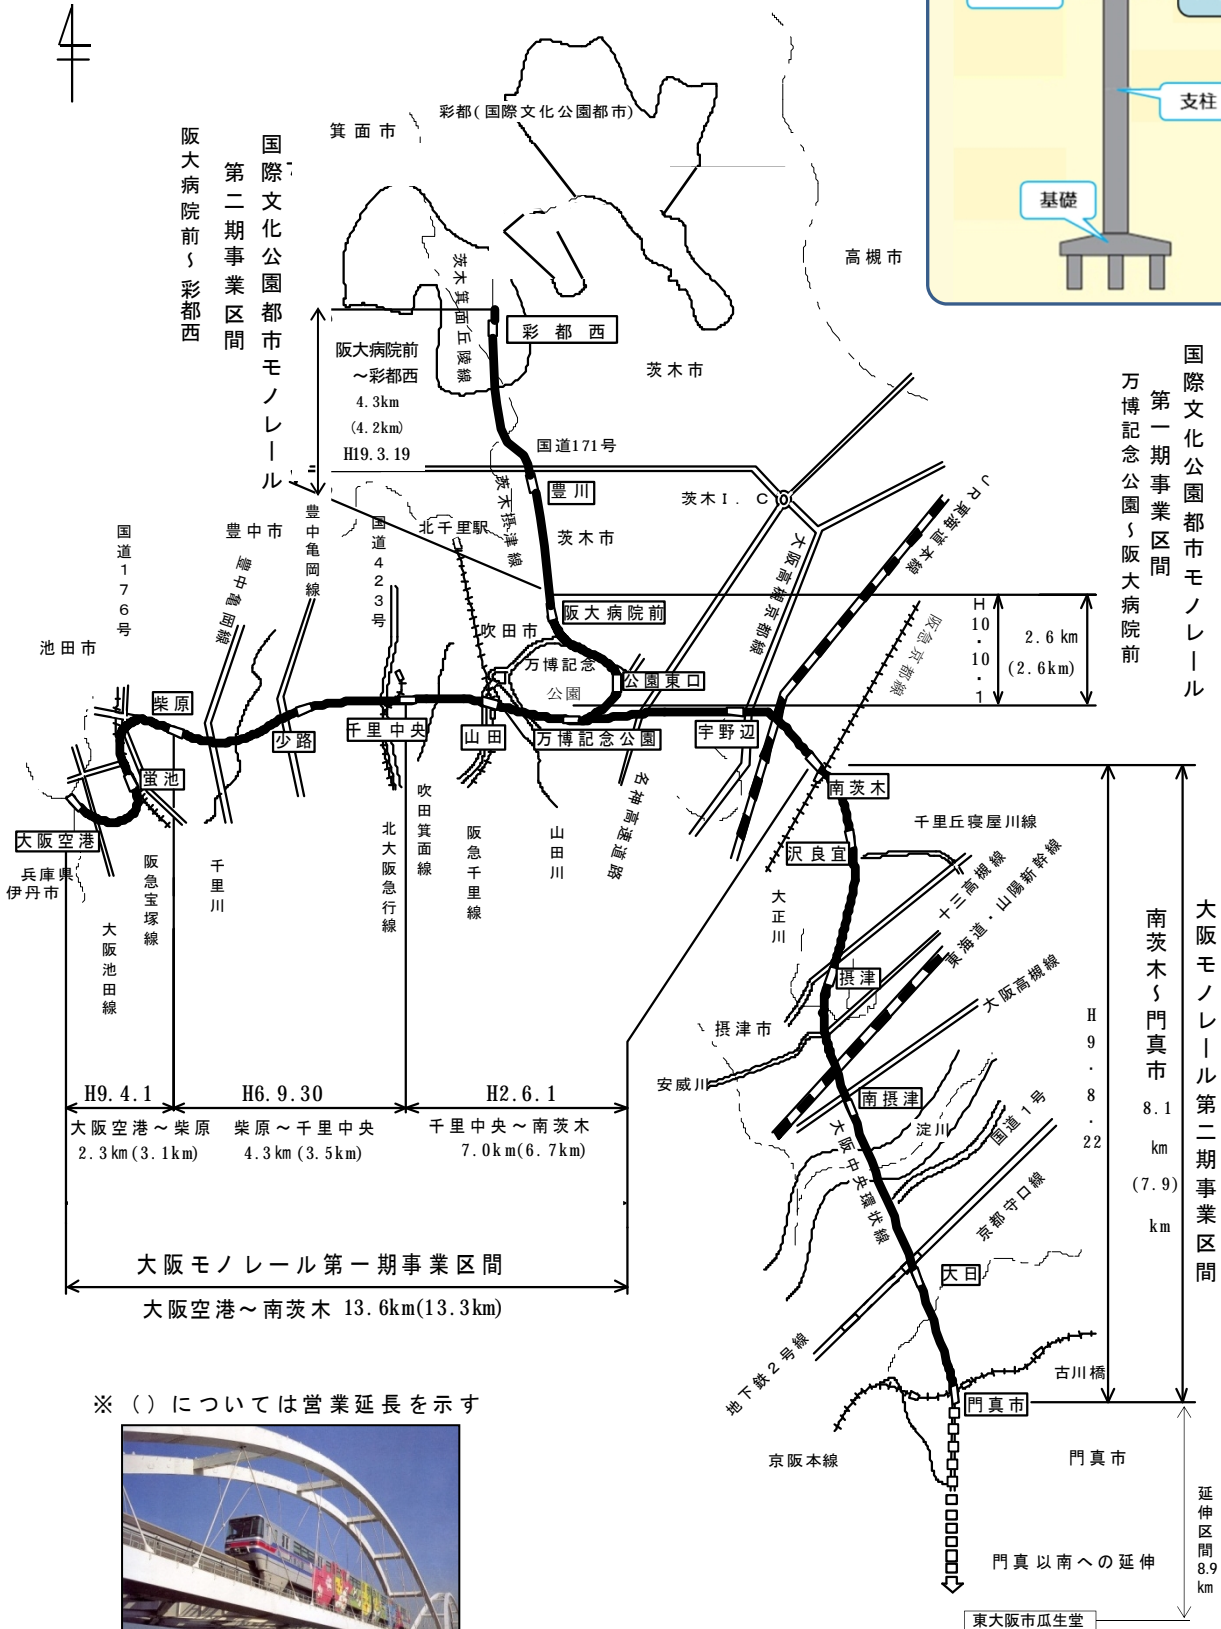 支柱
基礎
彩都(国際文化公園都市)
箕面市
国際文化公園都市モノレール
第二期事業区間
阪大病院前～彩都西
高槻市
茨木箕面丘陵線
彩都西
阪大病院前
～彩都西
4.3km
(4.2km)
H19.3.19
茨木市
国際文化公園都市モノレール
第一期事業区間
万博記念公園～阪大病院前
国道171号
豊川
茨木摂津線
茨木I.C
JR東海道本線
国道176号
豊中市
豊中亀岡線
豊中亀岡線
国道423号
北千里駅
茨木市
大阪高槻京都線
阪大病院前
H10.10.1
2.6km
(2.6km)
阪急京都線
池田市
吹田市
万博記念
公園
公園東口
柴原
少路
千里中央
山田
万博記念公園
宇野辺
蛍池
南茨木
大阪空港
兵庫県
伊丹市
大阪池田線
阪急宝塚線
千里川
北大阪急行線
吹田箕面線
阪急千里線
山田川
名神高速道路
沢良宜
千里丘寝屋川線
十三高槻線
東海道・山陽新幹線
大正川
摂津
大阪高槻線
摂津市
安威川
南摂津
淀川
国道1号
大阪中央環状線
京都守口線
大日
地下鉄2号線
古川橋
門真市
京阪本線
門真市
H9.8.22
南茨木～門真市
8.1
km
(7.9)
km
大阪モノレール第二期事業区間
H9.4.1
H6.9.30
H2.6.1
大阪空港～柴原
2.3km(3.1km)
柴原～千里中央
4.3km(3.5km)
千里中央～南茨木
7.0km(6.7km)
大阪モノレール第一期事業区間
大阪空港～南茨木 13.6km(13.3km)
※（）については営業延長を示す
門真以南への延伸
延伸区間8.9km
東大阪市瓜生堂